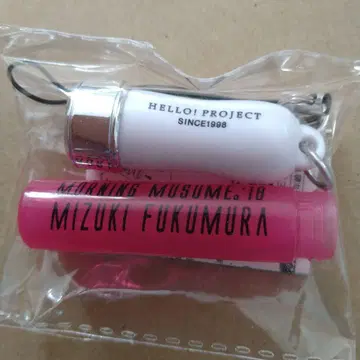 HELLO! PROJECT
SINCE1998
MORNING MUSUME。'18
MIZUKI FUKUMURA